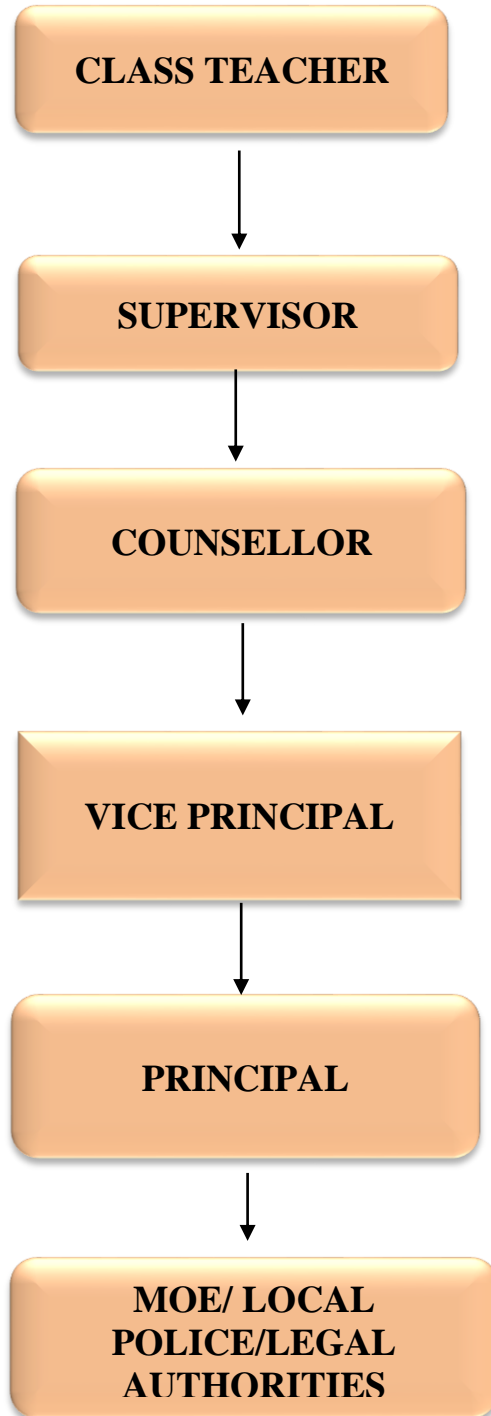 CLASS TEACHER
SUPERVISOR
COUNSELLOR
VICE PRINCIPAL
PRINCIPAL
MOE/ LOCAL
POLICE/LEGAL
AUTHORITIES